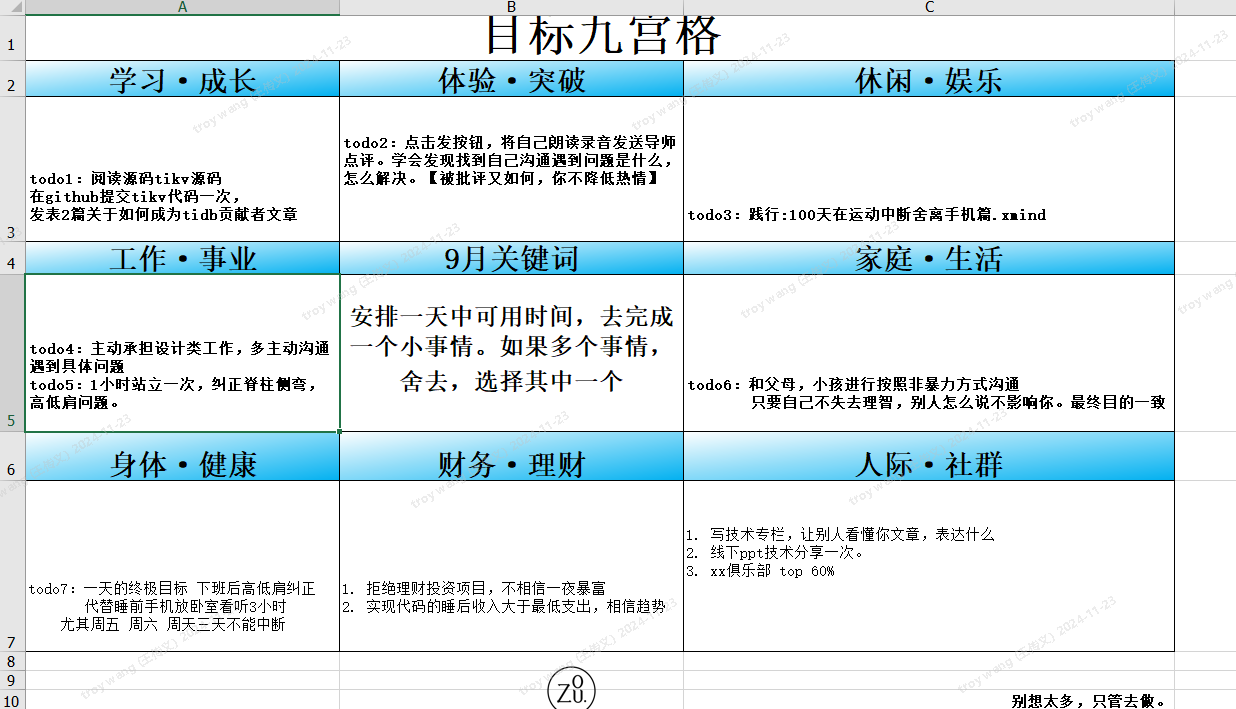 A B C
1
目标九宫格
2
学习·成长 体验·突破 休闲·娱乐
3
todo1：阅读源码tikv源码
在github提交tikv代码一次，
发表2篇关于如何成为tidb贡献者文章
todo2：点击发按钮，将自己朗读录音发送导师
点评。学会发现找到自己沟通遇到问题是什么，
怎么解决。【被批评又如何，你不降低热情】
todo3：践行:100天在运动中断舍离手机篇.xmind
4
工作·事业 9月关键词 家庭·生活
5
todo4：主动承担设计类工作，多主动沟通
遇到具体问题
todo5：1小时站立一次，纠正脊柱侧弯，
高低肩问题。
安排一天中可用时间，去完成
一个小事情。如果多个事情，
舍去，选择其中一个
todo6：和父母，小孩进行按照非暴力方式沟通
只要自己不失去理智，别人怎么说不影响你。最终目的一致
6
身体·健康 财务·理财 人际·社群
7
todo7：一天的终极目标 下班后高低肩纠正
代替睡前手机放卧室看听3小时
尤其周五 周六 周天三天不能中断
1. 拒绝理财投资项目，不相信一夜暴富
2. 实现代码的睡后收入大于最低支出，相信趋势
1. 写技术专栏，让别人看懂你文章，表达什么
2. 线下ppt技术分享一次。
3. xx俱乐部 top 60%
8
9
10
ZOU.
别想太多，只管去做。